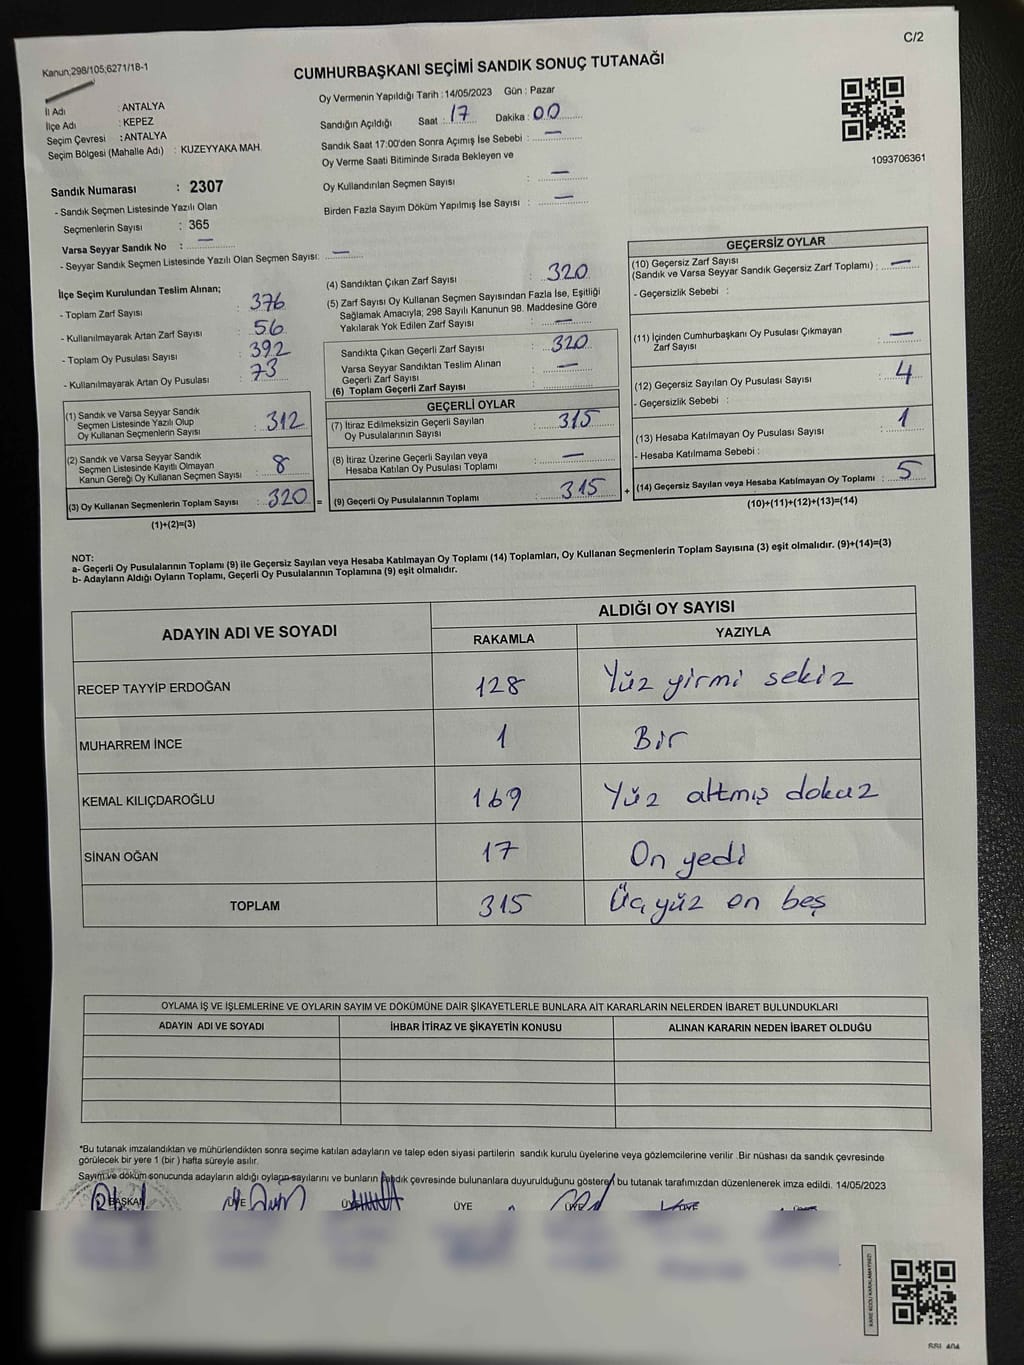 C/2
Kanun;298/105;6271/18-1
CUMHURBAŞKANI SEÇİMİ SANDIK SONUÇ TUTANAĞI
İl Adı : ANTALYA
İlçe Adı : KEPEZ
Seçim Çevresi : ANTALYA
Seçim Bölgesi (Mahalle Adı) : KUZEYYAKA MAH.
Sandık Numarası : 2307
- Sandık Seçmen Listesinde Yazılı Olan
Seçmenlerin Sayısı : 365
Varsa Seyyar Sandık No : —
- Seyyar Sandık Seçmen Listesinde Yazılı Olan Seçmen Sayısı: —
Oy Vermenin Yapıldığı Tarih : 14/05/2023 Gün : Pazar
Sandığın Açıldığı Saat : 17 Dakika : 00
Sandık Saat 17:00'den Sonra Açımış İse Sebebi : —
Oy Verme Saati Bitiminde Sırada Bekleyen ve
Oy Kullandırılan Seçmen Sayısı : —
Birden Fazla Sayım Döküm Yapılmış İse Sayısı : —
1093706361
İlçe Seçim Kurulundan Teslim Alınan;
- Toplam Zarf Sayısı : 376
- Kullanılmayarak Artan Zarf Sayısı : 56
- Toplam Oy Pusulası Sayısı : 392
- Kullanılmayarak Artan Oy Pusulası : 73
(1) Sandık ve Varsa Seyyar Sandık
Seçmen Listesinde Yazılı Olup
Oy Kullanan Seçmenlerin Sayısı : 312
(2) Sandık ve Varsa Seyyar Sandık
Seçmen Listesinde Kayıtlı Olmayan
Kanun Gereği Oy Kullanan Seçmen Sayısı : 8
(3) Oy Kullanan Seçmenlerin Toplam Sayısı : 320 =
(1)+(2)=(3)
(4) Sandıktan Çıkan Zarf Sayısı : 320
(5) Zarf Sayısı Oy Kullanan Seçmen Sayısından Fazla İse, Eşitliği
Sağlamak Amacıyla; 298 Sayılı Kanunun 98. Maddesine Göre
Yakılarak Yok Edilen Zarf Sayısı : —
Sandıkta Çıkan Geçerli Zarf Sayısı : 320
Varsa Seyyar Sandıktan Teslim Alınan : —
Geçerli Zarf Sayısı
(6) Toplam Geçerli Zarf Sayısı :
GEÇERLİ OYLAR
(7) İtiraz Edilmeksizin Geçerli Sayılan
Oy Pusulalarının Sayısı : 315
(8) İtiraz Üzerine Geçerli Sayılan veya
Hesaba Katılan Oy Pusulası Toplamı : —
(9) Geçerli Oy Pusulalarının Toplamı : 315 +
GEÇERSİZ OYLAR
(10) Geçersiz Zarf Sayısı
(Sandık ve Varsa Seyyar Sandık Geçersiz Zarf Toplamı) : —
- Geçersizlik Sebebi :
(11) İçinden Cumhurbaşkanı Oy Pusulası Çıkmayan
Zarf Sayısı : —
(12) Geçersiz Sayılan Oy Pusulası Sayısı : 4
- Geçersizlik Sebebi :
(13) Hesaba Katılmayan Oy Pusulası Sayısı : 1
- Hesaba Katılmama Sebebi :
(14) Geçersiz Sayılan veya Hesaba Katılmayan Oy Toplamı : 5
(10)+(11)+(12)+(13)=(14)
NOT:
a- Geçerli Oy Pusulalarının Toplamı (9) ile Geçersiz Sayılan veya Hesaba Katılmayan Oy Toplamı (14) Toplamları, Oy Kullanan Seçmenlerin Toplam Sayısına (3) eşit olmalıdır. (9)+(14)=(3)
b- Adayların Aldığı Oyların Toplamı, Geçerli Oy Pusulalarının Toplamına (9) eşit olmalıdır.
ADAYIN ADI VE SOYADI ALDIĞI OY SAYISI
RAKAMLA YAZIYLA
RECEP TAYYİP ERDOĞAN 128 Yüz yirmi sekiz
MUHARREM İNCE 1 Bir
KEMAL KILIÇDAROĞLU 169 Yüz altmış dokuz
SİNAN OĞAN 17 On yedi
TOPLAM 315 Üçyüz on beş
OYLAMA İŞ VE İŞLEMLERİNE VE OYLARIN SAYIM VE DÖKÜMÜNE DAİR ŞİKAYETLERLE BUNLARA AİT KARARLARIN NELERDEN İBARET BULUNDUKLARI
ADAYIN ADI VE SOYADI İHBAR İTİRAZ VE ŞİKAYETİN KONUSU ALINAN KARARIN NEDEN İBARET OLDUĞU
*Bu tutanak imzalandıktan ve mühürlendikten sonra seçime katılan adayların ve talep eden siyasi partilerin sandık kurulu üyelerine veya gözlemcilerine verilir .Bir nüshası da sandık çevresinde
görülecek bir yere 1 (bir ) hafta süreyle asılır.
Sayım ve döküm sonucunda adayların aldığı oyların sayılarını ve bunların sandık çevresinde bulunanlara duyurulduğunu gösterer bu tutanak tarafımızdan düzenlenerek imza edildi. 14/05/2023
BAŞKAN ÜYE ÜYE ÜYE ÜYE ÜYE ÜYE